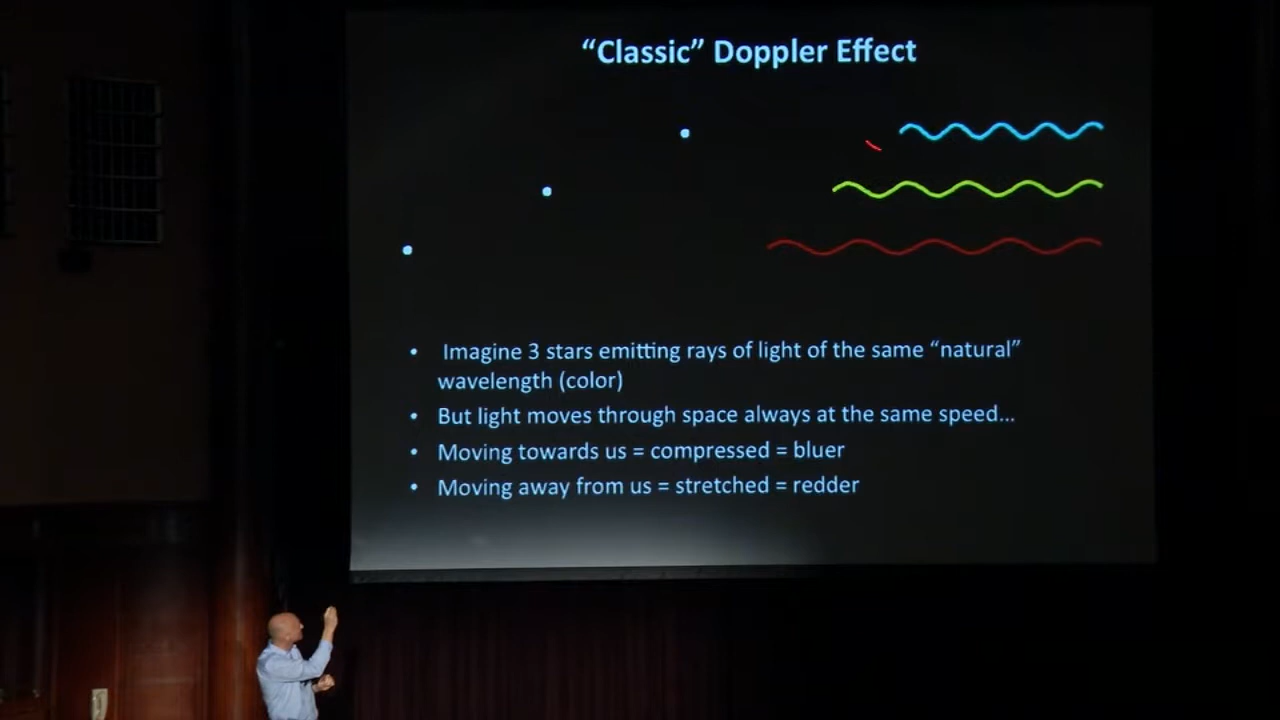 “Classic” Doppler Effect
• Imagine 3 stars emitting rays of light of the same “natural”
wavelength (color)
• But light moves through space always at the same speed...
• Moving towards us = compressed = bluer
• Moving away from us = stretched = redder